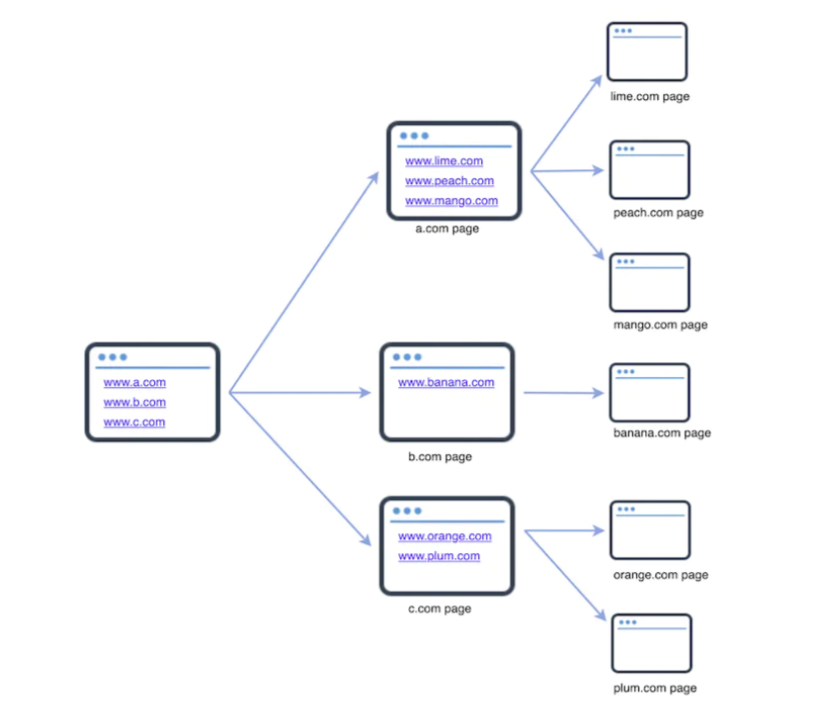 www.a.com
www.b.com
www.c.com
www.lime.com
www.peach.com
www.mango.com
a.com page
www.banana.com
b.com page
www.orange.com
www.plum.com
c.com page
lime.com page
peach.com page
mango.com page
banana.com page
orange.com page
plum.com page